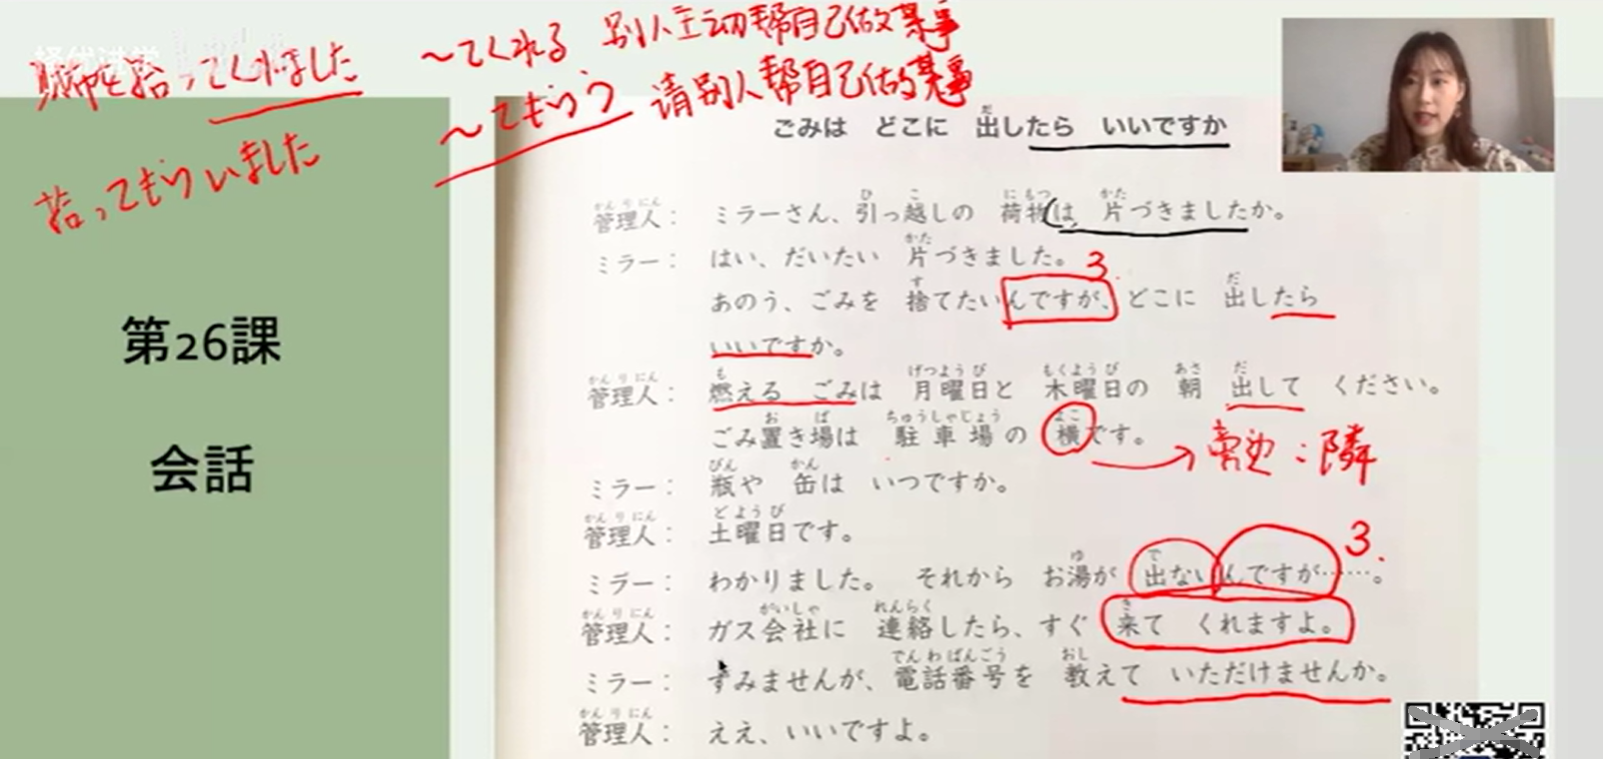 ～てくれる 别人主动帮自己做某事
財布を拾ってくれました
～てもらう 请别人帮自己做某事
拾ってもらいました
第26課
会話
ごみは どこに 出したら いいですか
管理人： ミラーさん、引っ越しの 荷物は 片づきましたか。
ミラー： はい、だいたい 片づきました。
3
あのう、ごみを 捨てたいんですが、どこに 出したら
いいですか。
管理人： 燃える ごみは 月曜日と 木曜日の 朝 出して ください。
ごみ置き場は 駐車場の 横です。
旁边：隣
ミラー： 瓶や 缶は いつですか。
管理人： 土曜日です。
3.
ミラー： わかりました。 それから お湯が 出ないんですが……。
管理人： ガス会社に 連絡したら、すぐ 来て くれますよ。
ミラー： すみませんが、電話番号を 教えて いただけませんか。
管理人： ええ、いいですよ。